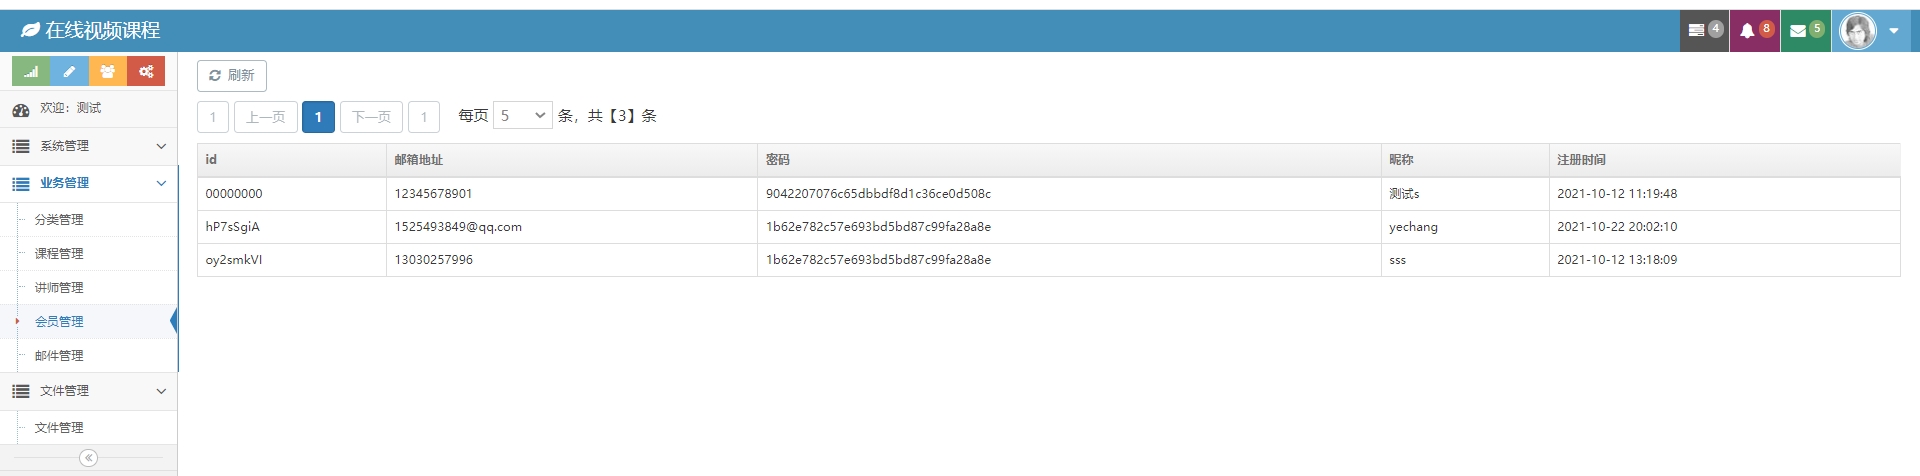 在线视频课程
4 8 5
欢迎：测试
系统管理
业务管理
分类管理
课程管理
讲师管理
会员管理
邮件管理
文件管理
文件管理
刷新
1 上一页 1 下一页 1 每页 5 条，共【3】条
id 邮箱地址 密码 昵称 注册时间
00000000 12345678901 9042207076c65dbbdf8d1c36ce0d508c 测试s 2021-10-12 11:19:48
hP7sSgiA 1525493849@qq.com 1b62e782c57e693bd5bd87c99fa28a8e yechang 2021-10-22 20:02:10
oy2smkVI 13030257996 1b62e782c57e693bd5bd87c99fa28a8e sss 2021-10-12 13:18:09